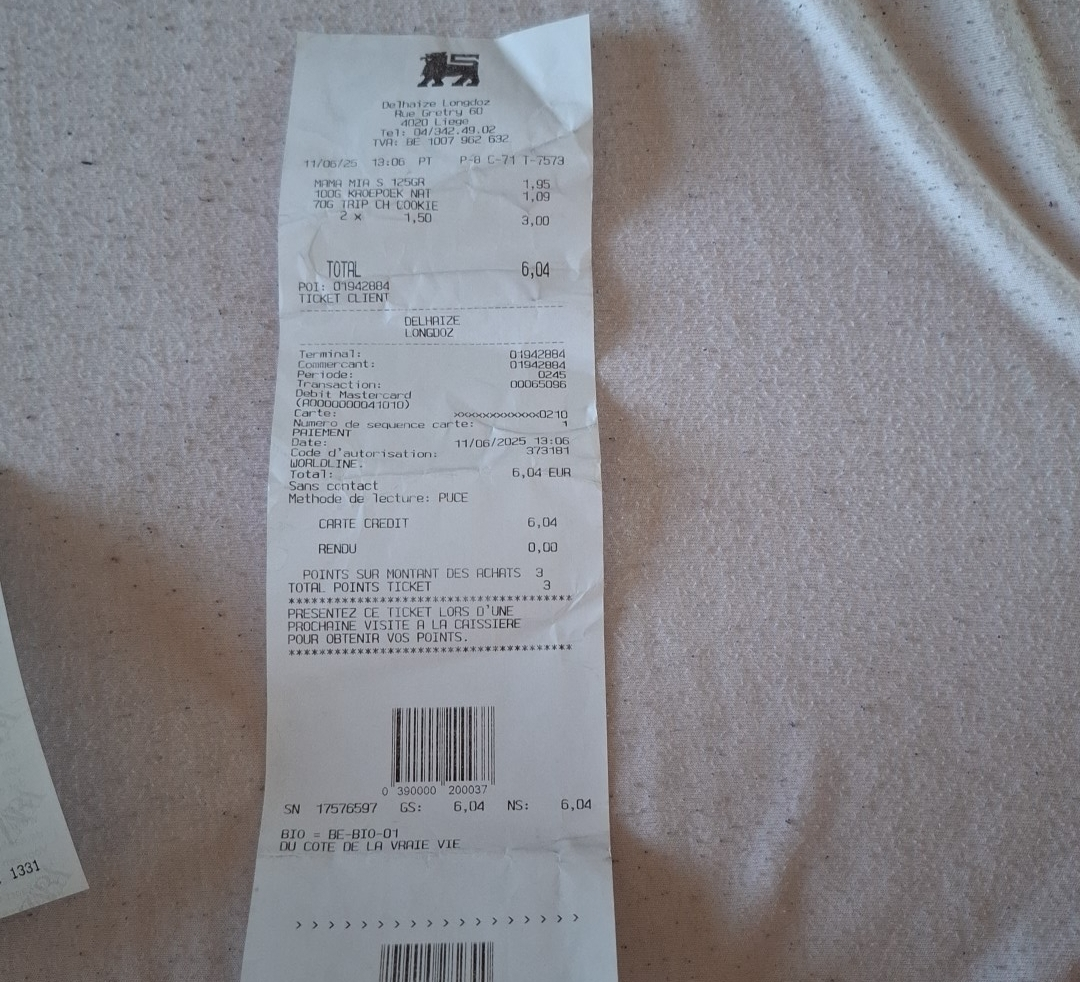 Delhaize Longdoz
Rue Gretry 60
4020 Liege
Tel: 04/342.49.02
TVA: BE 1007 962 632
11/06/25 13:06 PT P-8 C-71 T-7573
MAMA MIA S 125GR 1,95
100G KROEPOEK NAT 1,09
70G TRIP CH COOKIE
2 x 1,50 3,00
TOTAL 6,04
POI: 01942884
TICKET CLIENT
DELHAIZE
LONGDOZ
Terminal: 01942884
Commercant: 01942884
Periode: 0245
Transaction: 00065096
Debit Mastercard
(A0000000041010)
Carte: xxxxxxxxxxxxx0210
Numero de sequence carte: 1
PAIEMENT
Date: 11/06/2025 13:06
Code d'autorisation: 373181
WORLDLINE.
Total: 6,04 EUR
Sans contact
Methode de lecture: PUCE
CARTE CREDIT 6,04
RENDU 0,00
POINTS SUR MONTANT DES ACHATS 3
TOTAL POINTS TICKET 3
************************************
PRESENTEZ CE TICKET LORS D'UNE
PROCHAINE VISITE A LA CAISSIERE
POUR OBTENIR VOS POINTS.
************************************
0 390000 200037
SN 17576597 GS: 6,04 NS: 6,04
BIO = BE-BIO-01
DU COTE DE LA VRAIE VIE
> > > > > > > > > > > > > > > > > >
1331